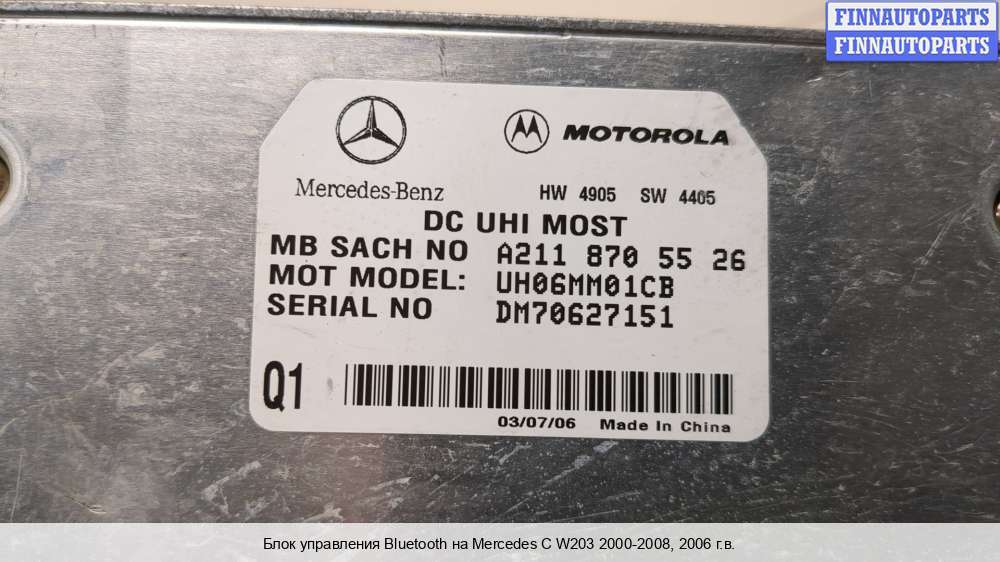 FINNAUTOPARTS
FINNAUTOPARTS
MOTOROLA
Mercedes-Benz
HW 4905 SW 4405
DC UHI MOST
MB SACH NO A211 870 55 26
MOT MODEL: UH06MM01CB
SERIAL NO DM70627151
Q1
03/07/06 Made In China
Блок управления Bluetooth на Mercedes C W203 2000-2008, 2006 г.в.